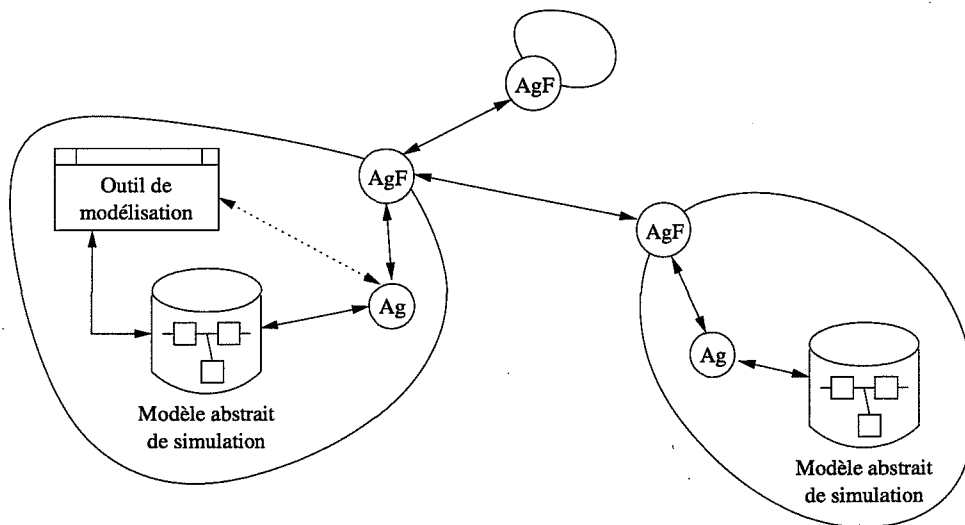 AgF
AgF
Outil de
modélisation
AgF
Ag
Ag
Modèle abstrait
de simulation
Modèle abstrait
de simulation